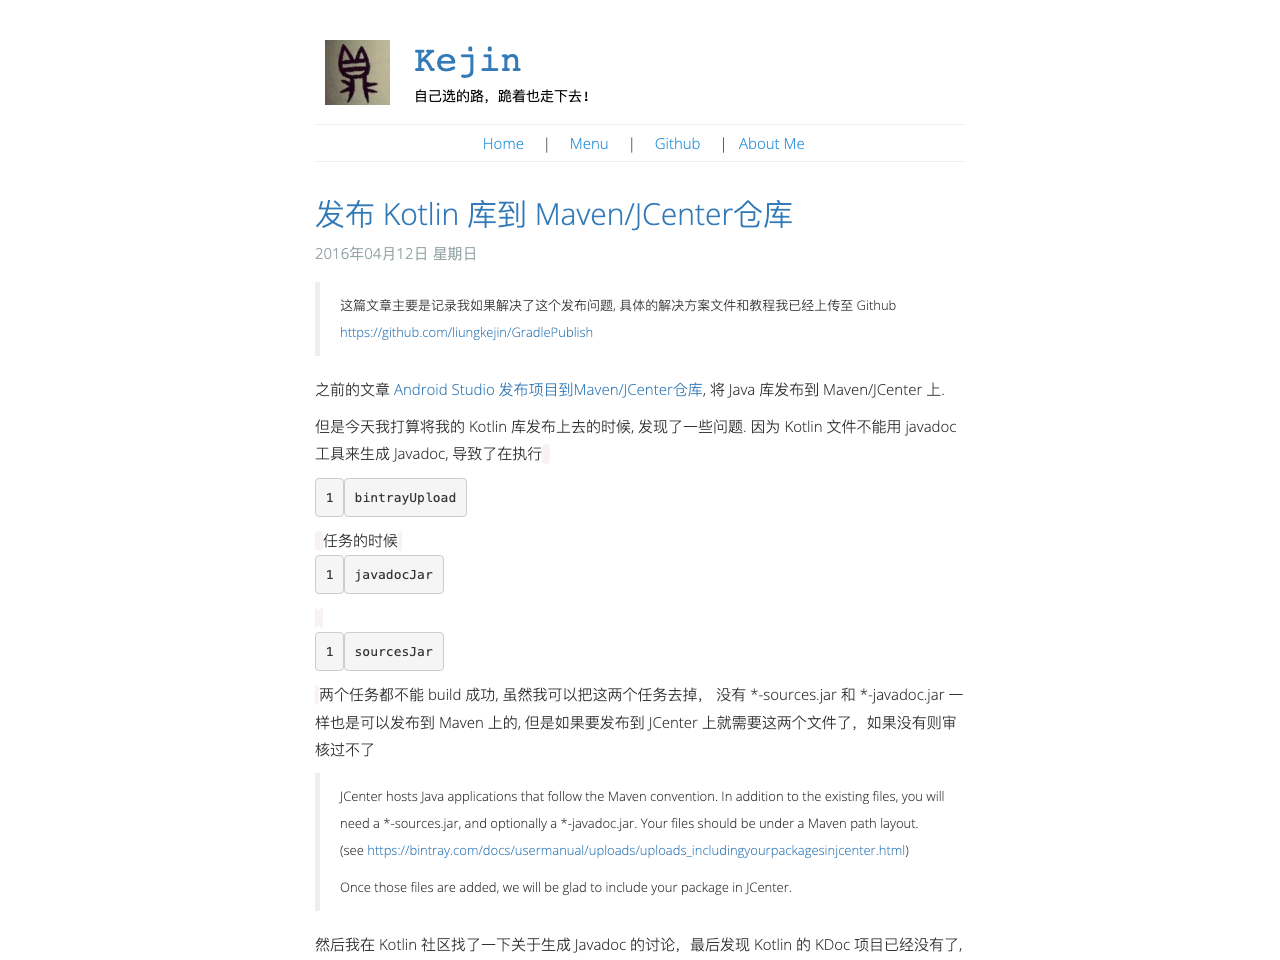 Kejin
自己选的路，跪着也走下去！
Home | Menu | Github | About Me
发布 Kotlin 库到 Maven/JCenter仓库
2016年04月12日 星期日
这篇文章主要是记录我如果解决了这个发布问题, 具体的解决方案文件和教程我已经上传至 Github
https://github.com/liungkejin/GradlePublish
之前的文章 Android Studio 发布项目到Maven/JCenter仓库, 将 Java 库发布到 Maven/JCenter 上.
但是今天我打算将我的 Kotlin 库发布上去的时候, 发现了一些问题. 因为 Kotlin 文件不能用 javadoc
工具来生成 Javadoc, 导致了在执行
1 bintrayUpload
任务的时候
1 javadocJar
1 sourcesJar
两个任务都不能 build 成功, 虽然我可以把这两个任务去掉， 没有 *-sources.jar 和 *-javadoc.jar 一
样也是可以发布到 Maven 上的, 但是如果要发布到 JCenter 上就需要这两个文件了，如果没有则审
核过不了
JCenter hosts Java applications that follow the Maven convention. In addition to the existing files, you will
need a *-sources.jar, and optionally a *-javadoc.jar. Your files should be under a Maven path layout.
(see https://bintray.com/docs/usermanual/uploads/uploads_includingyourpackagesinjcenter.html)
Once those files are added, we will be glad to include your package in JCenter.
然后我在 Kotlin 社区找了一下关于生成 Javadoc 的讨论，最后发现 Kotlin 的 KDoc 项目已经没有了,